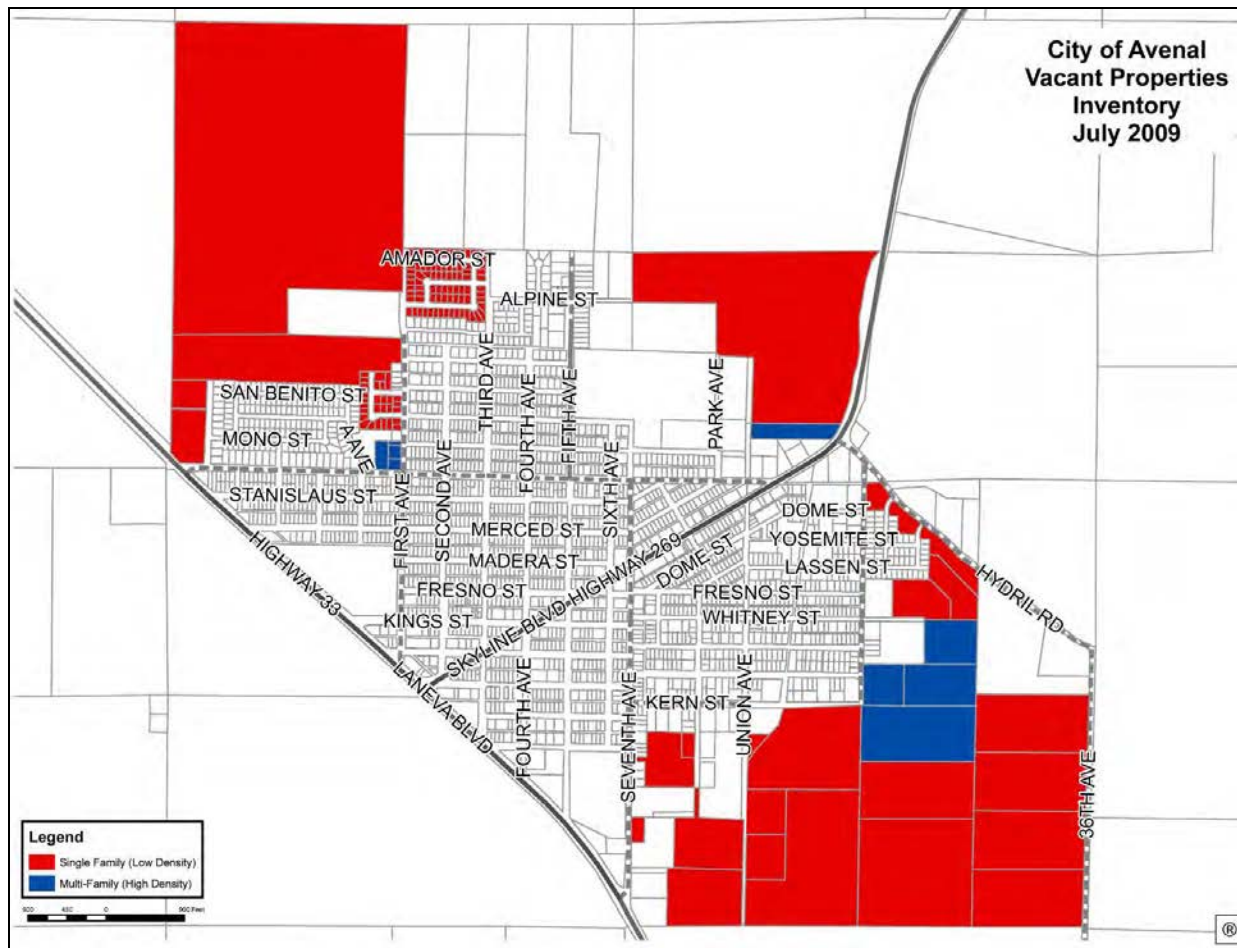 City of Avenal
Vacant Properties
Inventory
July 2009
AMADOR ST
ALPINE ST
THIRD AVE
FOURTH AVE
FIFTH AVE
PARK AVE
SAN BENITO ST
A AVE
MONO ST
STANISLAUS ST
FIRST AVE
SECOND AVE
SIXTH AVE
MERCED ST
MADERA ST
FRESNO ST
KINGS ST
HIGHWAY 33
LANEVA BLVD
SKYLINE BLVD HIGHWAY 269
DOME ST
DOME ST
YOSEMITE ST
LASSEN ST
FRESNO ST
WHITNEY ST
HYDRIL RD
KERN ST
UNION AVE
FOURTH AVE
SEVENTH AVE
36TH AVE
Legend
Single Family (Low Density)
Multi-Family (High Density)
0
900 Feet
®